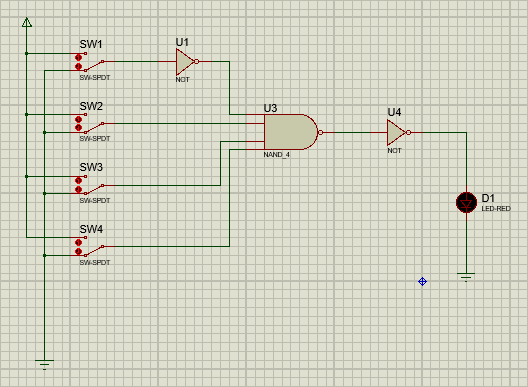 SW1
SW-SPDT
U1
NOT
SW2
SW-SPDT
U3
NAND_4
U4
NOT
SW3
SW-SPDT
D1
LED-RED
SW4
SW-SPDT